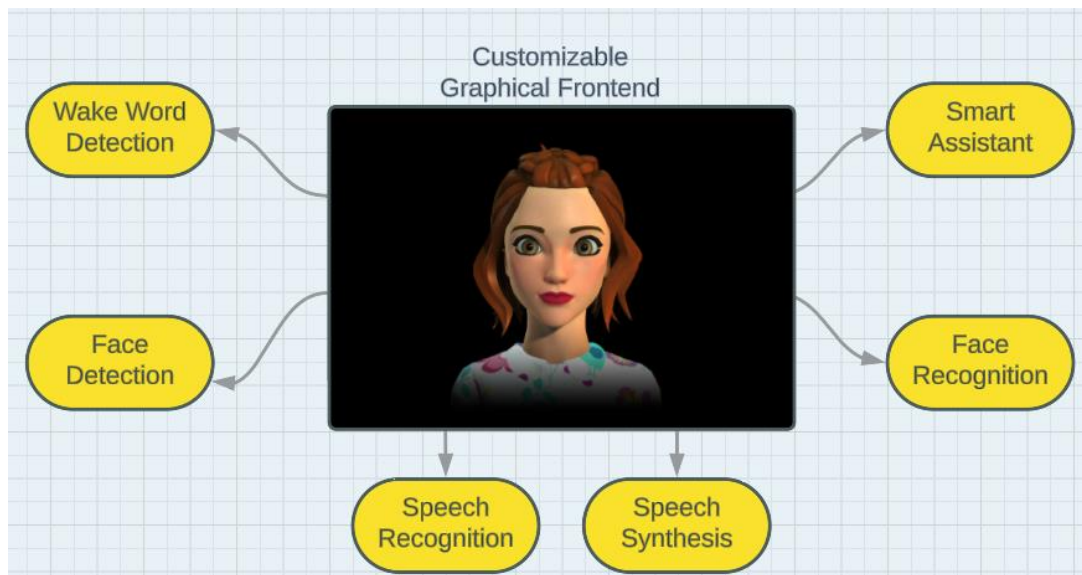 Customizable
Graphical Frontend
Wake Word
Detection
Smart
Assistant
Face
Detection
Face
Recognition
Speech
Recognition
Speech
Synthesis